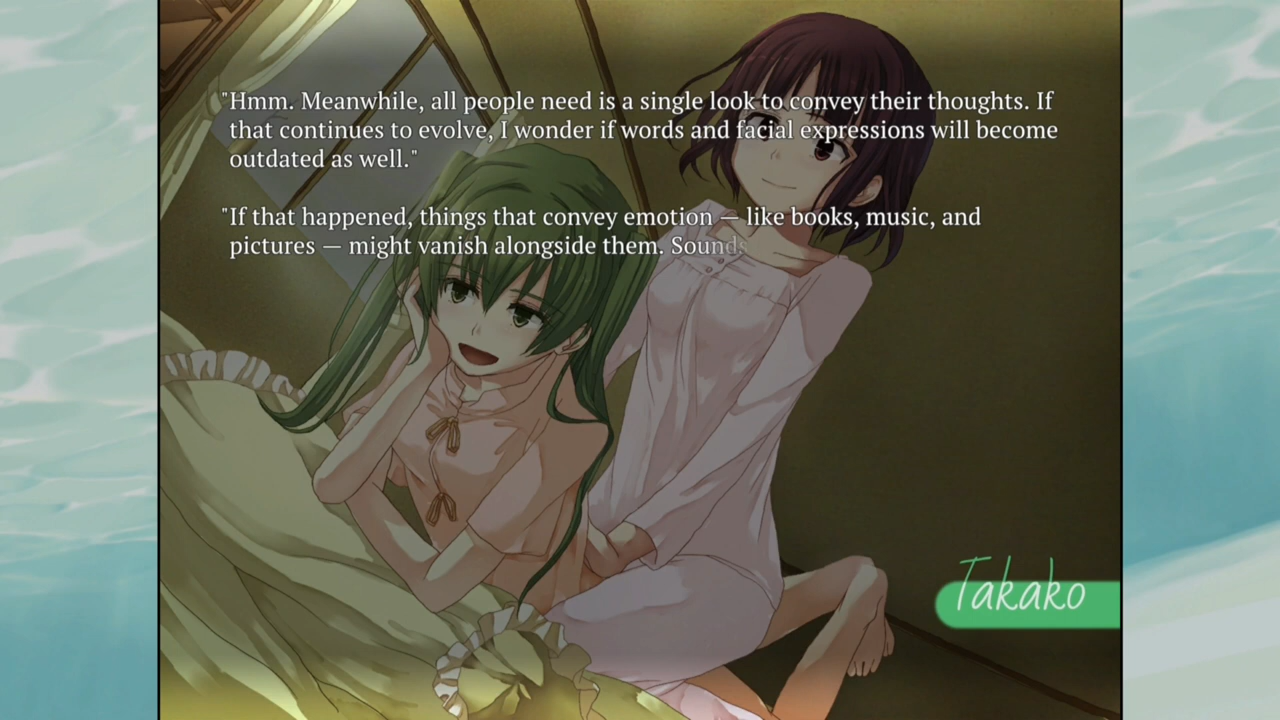 "Hmm. Meanwhile, all people need is a single look to convey their thoughts. If
that continues to evolve, I wonder if words and facial expressions will become
outdated as well."
"If that happened, things that convey emotion — like books, music, and
pictures — might vanish alongside them. Sounds
Takako